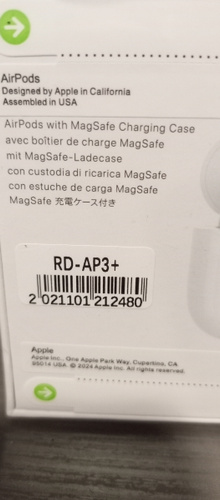 AirPods
Designed by Apple in California
Assembled in USA
AirPods with MagSafe Charging Case
avec boîtier de charge MagSafe
mit MagSafe-Ladecase
con custodia di ricarica MagSafe
con estuche de carga MagSafe
MagSafe 充電ケース付き
RD-AP3+
2 021101 212480
Apple
Apple Inc., One Apple Park Way, Cupertino, CA
95014 USA. © 2024 Apple Inc. All rights reserved.